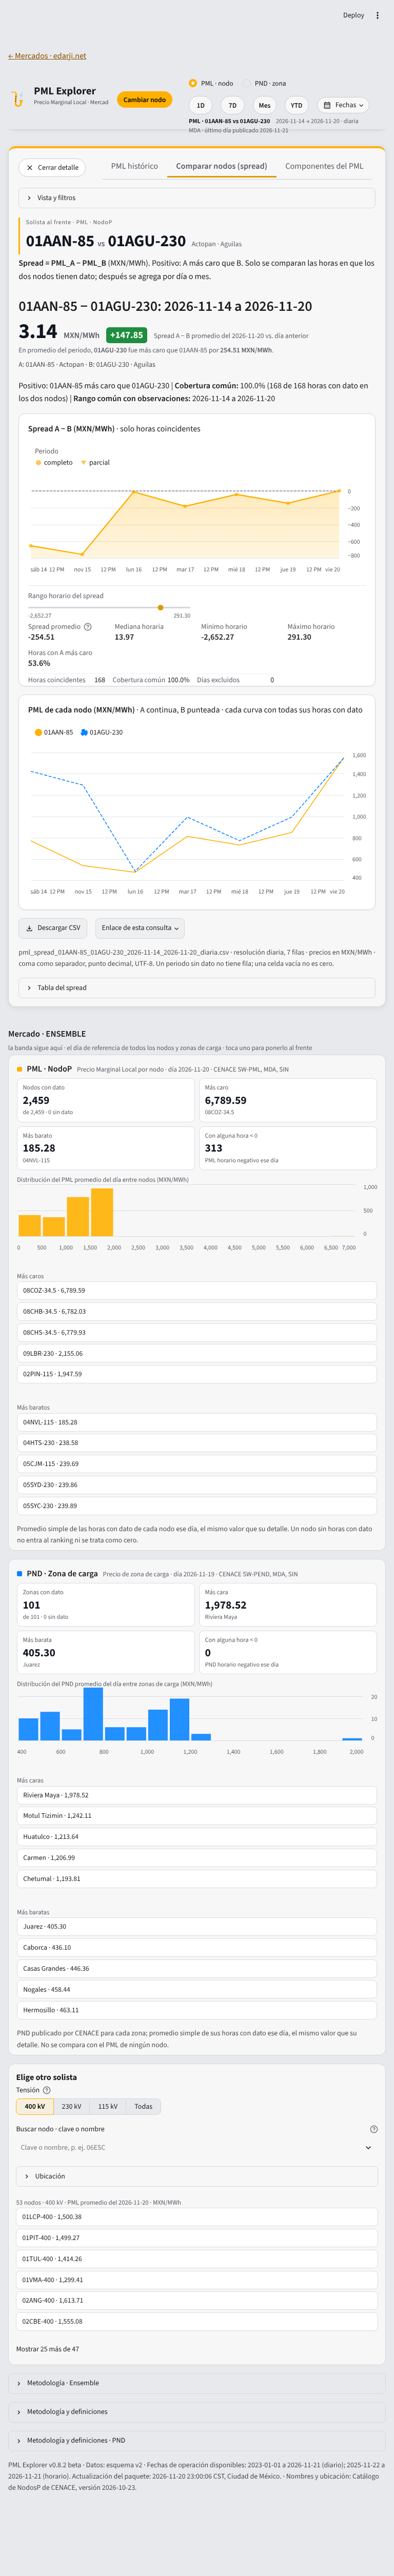 Deploy
← Mercados · edarji.net
PML Explorer
Precio Marginal Local · Mercad
Cambiar nodo
PML · nodo
PND · zona
1D
7D
Mes
YTD
Fechas
PML · 01AAN-85 vs 01AGU-230 2026-11-14 → 2026-11-20 · diaria
MDA · último día publicado 2026-11-21
Cerrar detalle
PML histórico
Comparar nodos (spread)
Componentes del PML
Vista y filtros
Solista al frente · PML · NodoP
01AAN-85 vs 01AGU-230 Actopan · Aguilas
Spread = PML_A − PML_B (MXN/MWh). Positivo: A más caro que B. Solo se comparan las horas en que los
dos nodos tienen dato; después se agrega por día o mes.
01AAN-85 − 01AGU-230: 2026-11-14 a 2026-11-20
3.14 MXN/MWh +147.85 Spread A − B promedio del 2026-11-20 vs. día anterior
En promedio del periodo, 01AGU-230 fue más caro que 01AAN-85 por 254.51 MXN/MWh.
A: 01AAN-85 · Actopan · B: 01AGU-230 · Aguilas
Positivo: 01AAN-85 más caro que 01AGU-230 | Cobertura común: 100.0% (168 de 168 horas con dato en
los dos nodos) | Rango común con observaciones: 2026-11-14 a 2026-11-20
Spread A − B (MXN/MWh) · solo horas coincidentes
Periodo
completo
parcial
0
−200
−400
−600
−800
sáb 14 12 PM nov 15 12 PM lun 16 12 PM mar 17 12 PM mié 18 12 PM jue 19 12 PM vie 20
Rango horario del spread
-2,652.27
291.30
Spread promedio
-254.51
Mediana horaria
13.97
Mínimo horario
-2,652.27
Máximo horario
291.30
Horas con A más caro
53.6%
Horas coincidentes 168 Cobertura común 100.0% Días excluidos 0
PML de cada nodo (MXN/MWh) · A continua, B punteada · cada curva con todas sus horas con dato
01AAN-85
01AGU-230
1,600
1,400
1,200
1,000
800
600
400
sáb 14 12 PM nov 15 12 PM lun 16 12 PM mar 17 12 PM mié 18 12 PM jue 19 12 PM vie 20
Descargar CSV
Enlace de esta consulta
pml_spread_01AAN-85_01AGU-230_2026-11-14_2026-11-20_diaria.csv · resolución diaria, 7 filas · precios en MXN/MWh ·
coma como separador, punto decimal, UTF-8. Un periodo sin dato no tiene fila; una celda vacía no es cero.
Tabla del spread
Mercado · ENSEMBLE
la banda sigue aquí · el día de referencia de todos los nodos y zonas de carga · toca uno para ponerlo al frente
PML · NodoP Precio Marginal Local por nodo · día 2026-11-20 · CENACE SW-PML, MDA, SIN
Nodos con dato
2,459
de 2,459 · 0 sin dato
Más caro
6,789.59
08COZ-34.5
Más barato
185.28
04NVL-115
Con alguna hora < 0
313
PML horario negativo ese día
Distribución del PML promedio del día entre nodos (MXN/MWh)
1,000
500
0
0 500 1,000 1,500 2,000 2,500 3,000 3,500 4,000 4,500 5,000 5,500 6,000 6,500 7,000
Más caros
08COZ-34.5 · 6,789.59
08CHB-34.5 · 6,782.03
08CHS-34.5 · 6,779.93
09LBR-230 · 2,155.06
02PIN-115 · 1,947.59
Más baratos
04NVL-115 · 185.28
04HTS-230 · 238.58
05CJM-115 · 239.69
05SYD-230 · 239.86
05SYC-230 · 239.89
Promedio simple de las horas con dato de cada nodo ese día, el mismo valor que su detalle. Un nodo sin horas con dato
no entra al ranking ni se trata como cero.
PND · Zona de carga Precio de zona de carga · día 2026-11-19 · CENACE SW-PEND, MDA, SIN
Zonas con dato
101
de 101 · 0 sin dato
Más cara
1,978.52
Riviera Maya
Más barata
405.30
Juarez
Con alguna hora < 0
0
PND horario negativo ese día
Distribución del PND promedio del día entre zonas de carga (MXN/MWh)
20
10
0
400 600 800 1,000 1,200 1,400 1,600 1,800 2,000
Más caras
Riviera Maya · 1,978.52
Motul Tizimin · 1,242.11
Huatulco · 1,213.64
Carmen · 1,206.99
Chetumal · 1,193.81
Más baratas
Juarez · 405.30
Caborca · 436.10
Casas Grandes · 446.36
Nogales · 458.44
Hermosillo · 463.11
PND publicado por CENACE para cada zona; promedio simple de sus horas con dato ese día, el mismo valor que su
detalle. No se compara con el PML de ningún nodo.
Elige otro solista
Tensión
400 kV
230 kV
115 kV
Todas
Buscar nodo · clave o nombre
Clave o nombre, p. ej. 06ESC
Ubicación
53 nodos · 400 kV · PML promedio del 2026-11-20 · MXN/MWh
01LCP-400 · 1,500.38
01PIT-400 · 1,499.27
01TUL-400 · 1,414.26
01VMA-400 · 1,299.41
02ANG-400 · 1,613.71
02CBE-400 · 1,555.08
Mostrar 25 más de 47
Metodología · Ensemble
Metodología y definiciones
Metodología y definiciones · PND
PML Explorer v0.8.2 beta · Datos: esquema v2 · Fechas de operación disponibles: 2023-01-01 a 2026-11-21 (diario); 2025-11-22 a
2026-11-21 (horario). Actualización del paquete: 2026-11-20 23:00:06 CST, Ciudad de México. · Nombres y ubicación: Catálogo
de NodosP de CENACE, versión 2026-10-23.